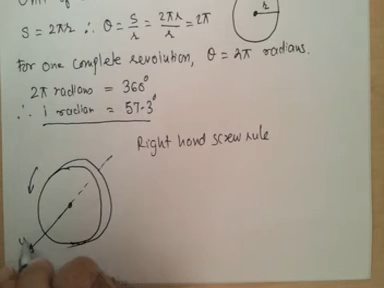 S = 2πr ∴ θ = S/r = 2πr/r = 2π
r
For one complete revolution, θ = 2π radians.
2π radians = 360°
∴ 1 radian = 57.3°
Right hand screw rule